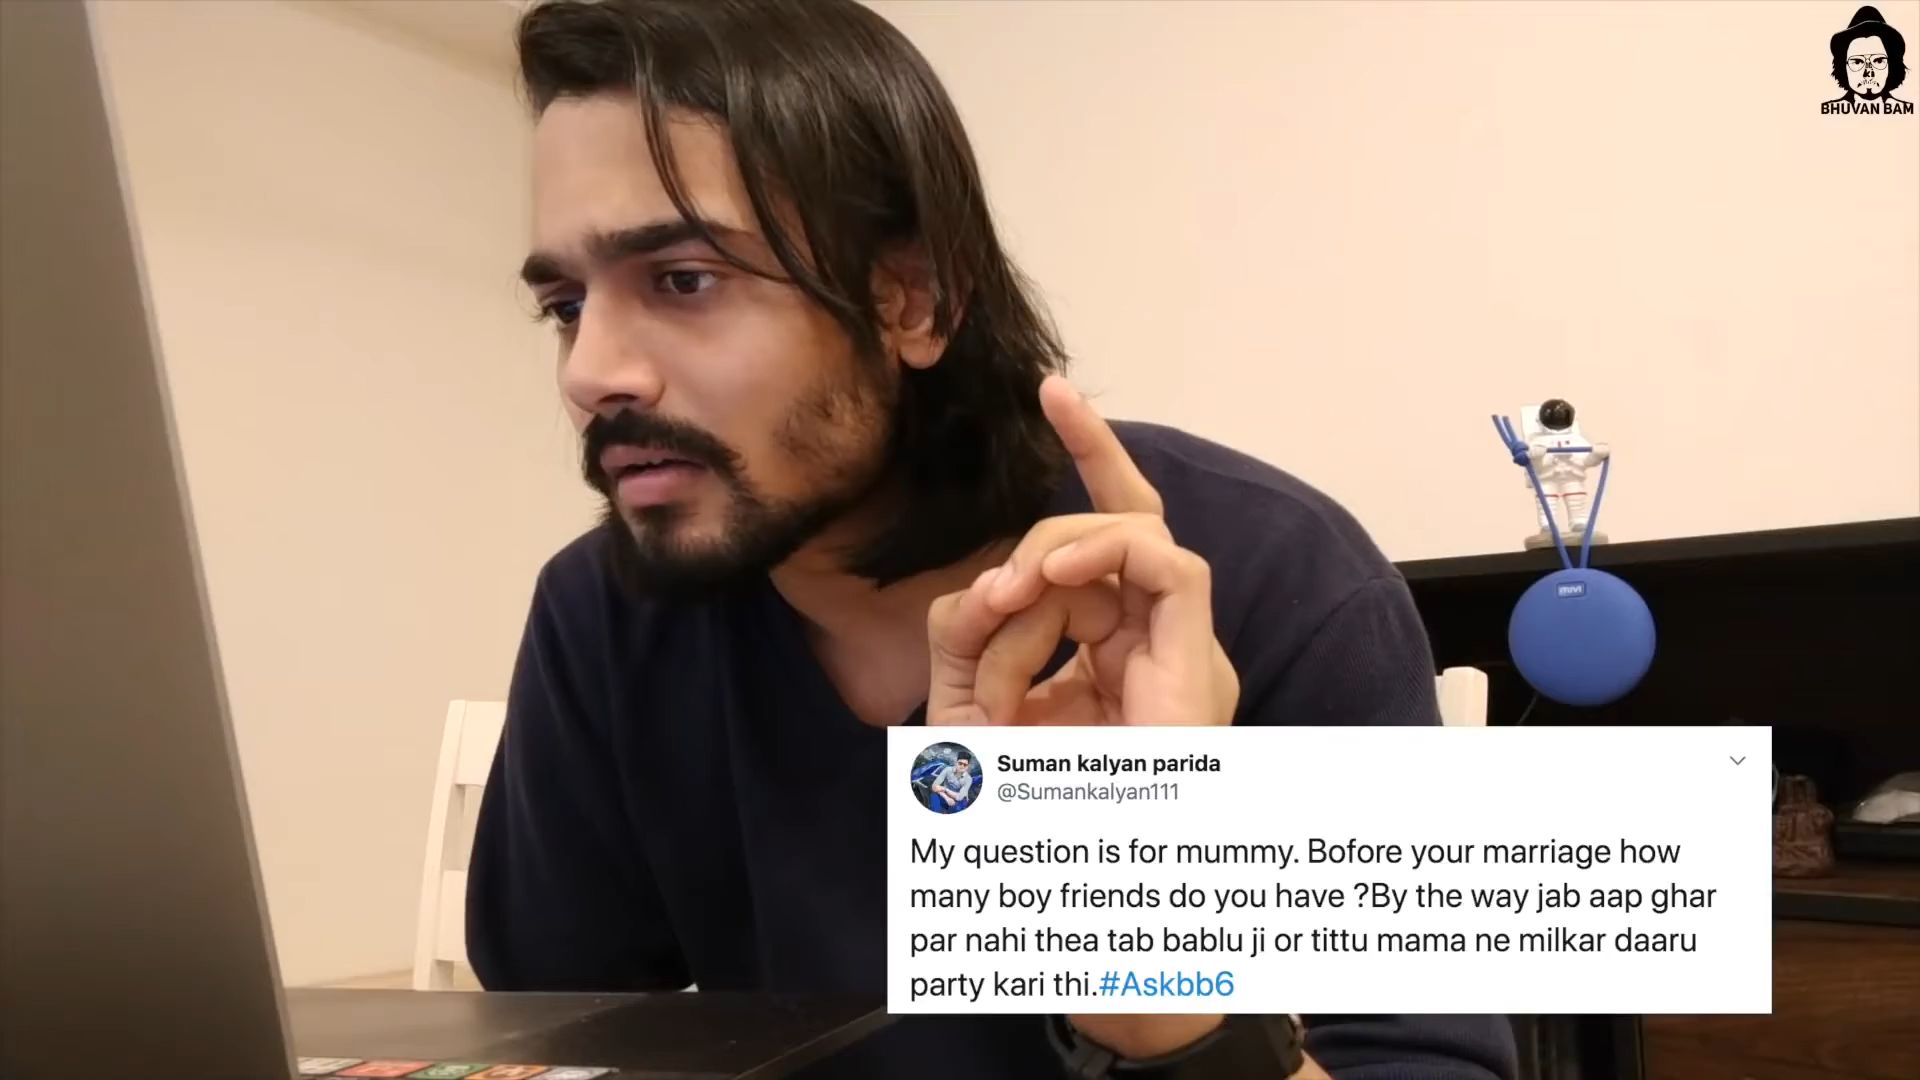 BHUVAN BAM
mivi
Suman kalyan parida
@Sumankalyan111
My question is for mummy. Bofore your marriage how
many boy friends do you have ?By the way jab aap ghar
par nahi thea tab bablu ji or tittu mama ne milkar daaru
party kari thi.#Askbb6